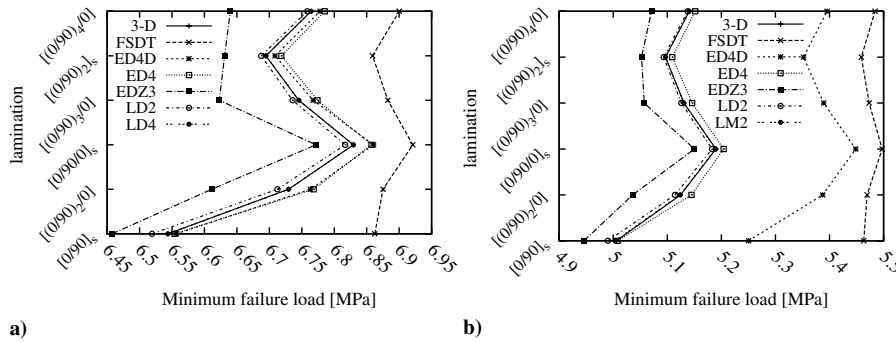 [(0/90)4/0]
[(0/90)2]s
[(0/90)3/0]
[0/90/0]s
[(0/90)2/0]
[0/90]s
lamination
3-D
FSDT
ED4D
ED4
EDZ3
LD2
LD4
6.45
6.5
6.55
6.6
6.65
6.7
6.75
6.8
6.85
6.9
6.95
Minimum failure load [MPa]
a)
[(0/90)4/0]
[(0/90)2]s
[(0/90)3/0]
[0/90/0]s
[(0/90)2/0]
[0/90]s
lamination
3-D
FSDT
ED4D
ED4
EDZ3
LD2
LM2
4.9
5
5.1
5.2
5.3
5.4
5.5
Minimum failure load [MPa]
b)